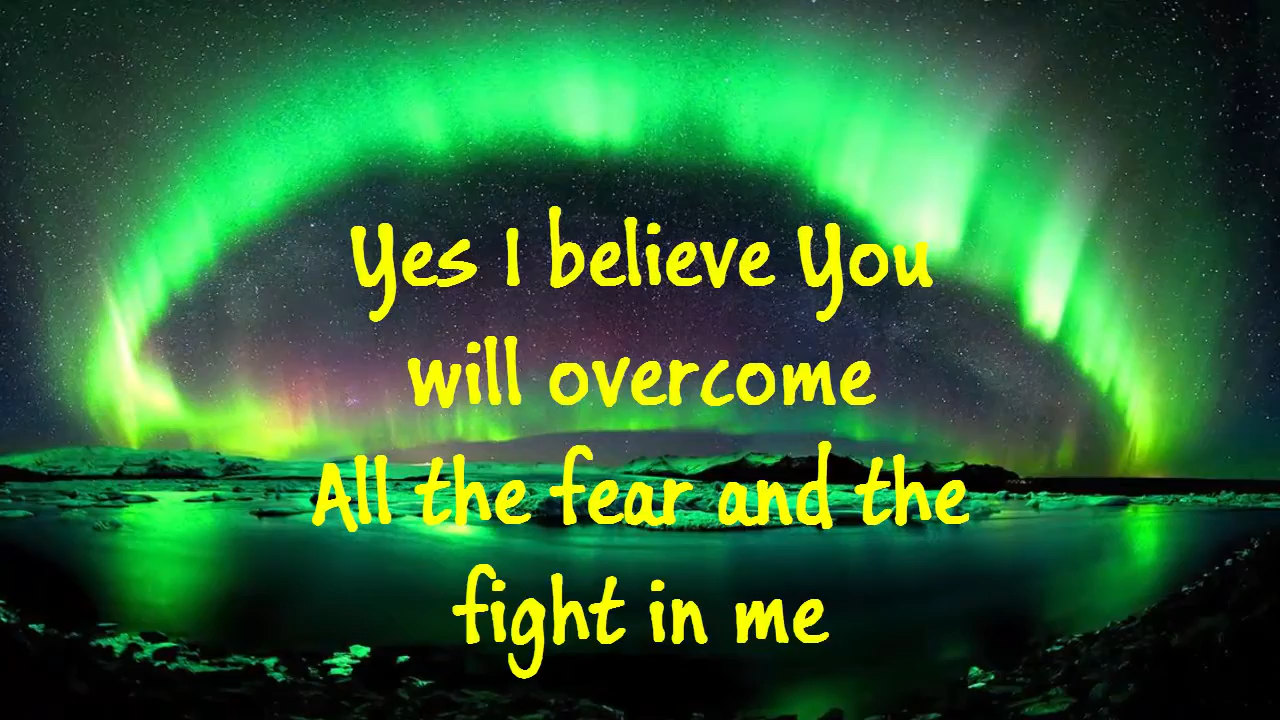 Yes I believe You
will overcome
All the fear and the
fight in me